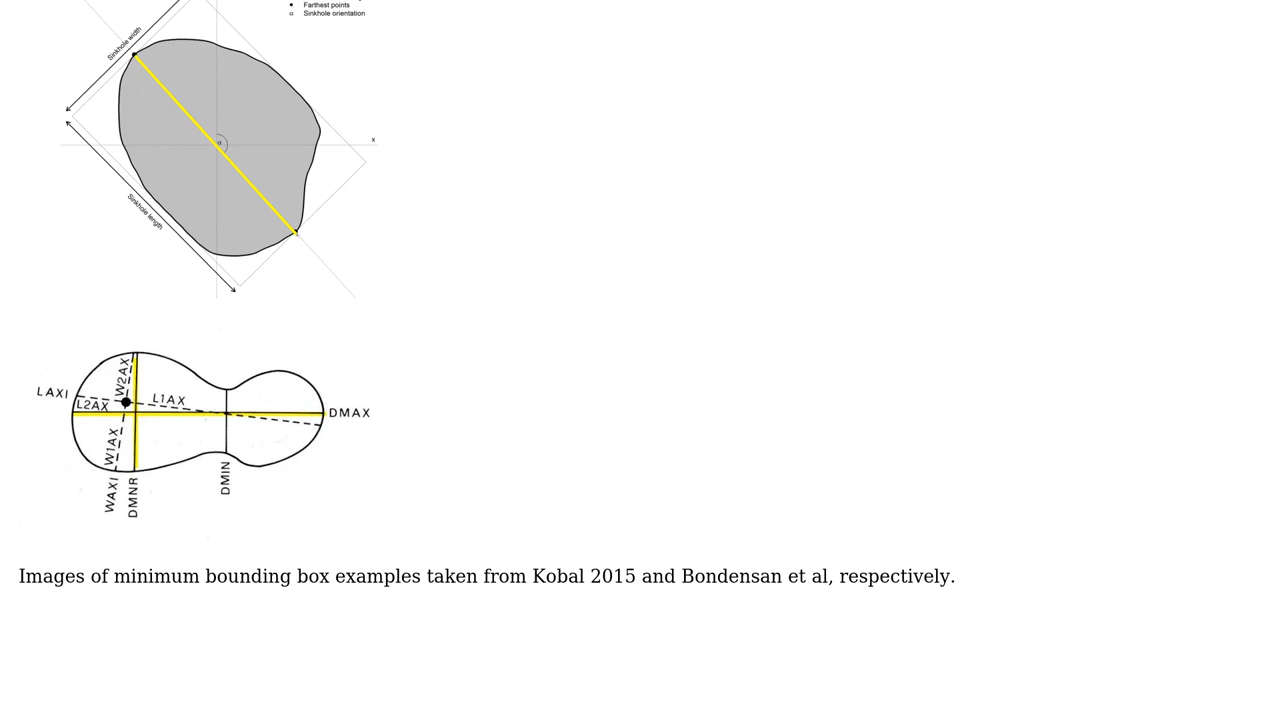 Farthest points
α Sinkhole orientation
Sinkhole width
α
x
Sinkhole length
W2AX
LAXI
L1AX
L2AX
DMAX
W1AX
DMIN
WAXI
DMNR
Images of minimum bounding box examples taken from Kobal 2015 and Bondensan et al, respectively.